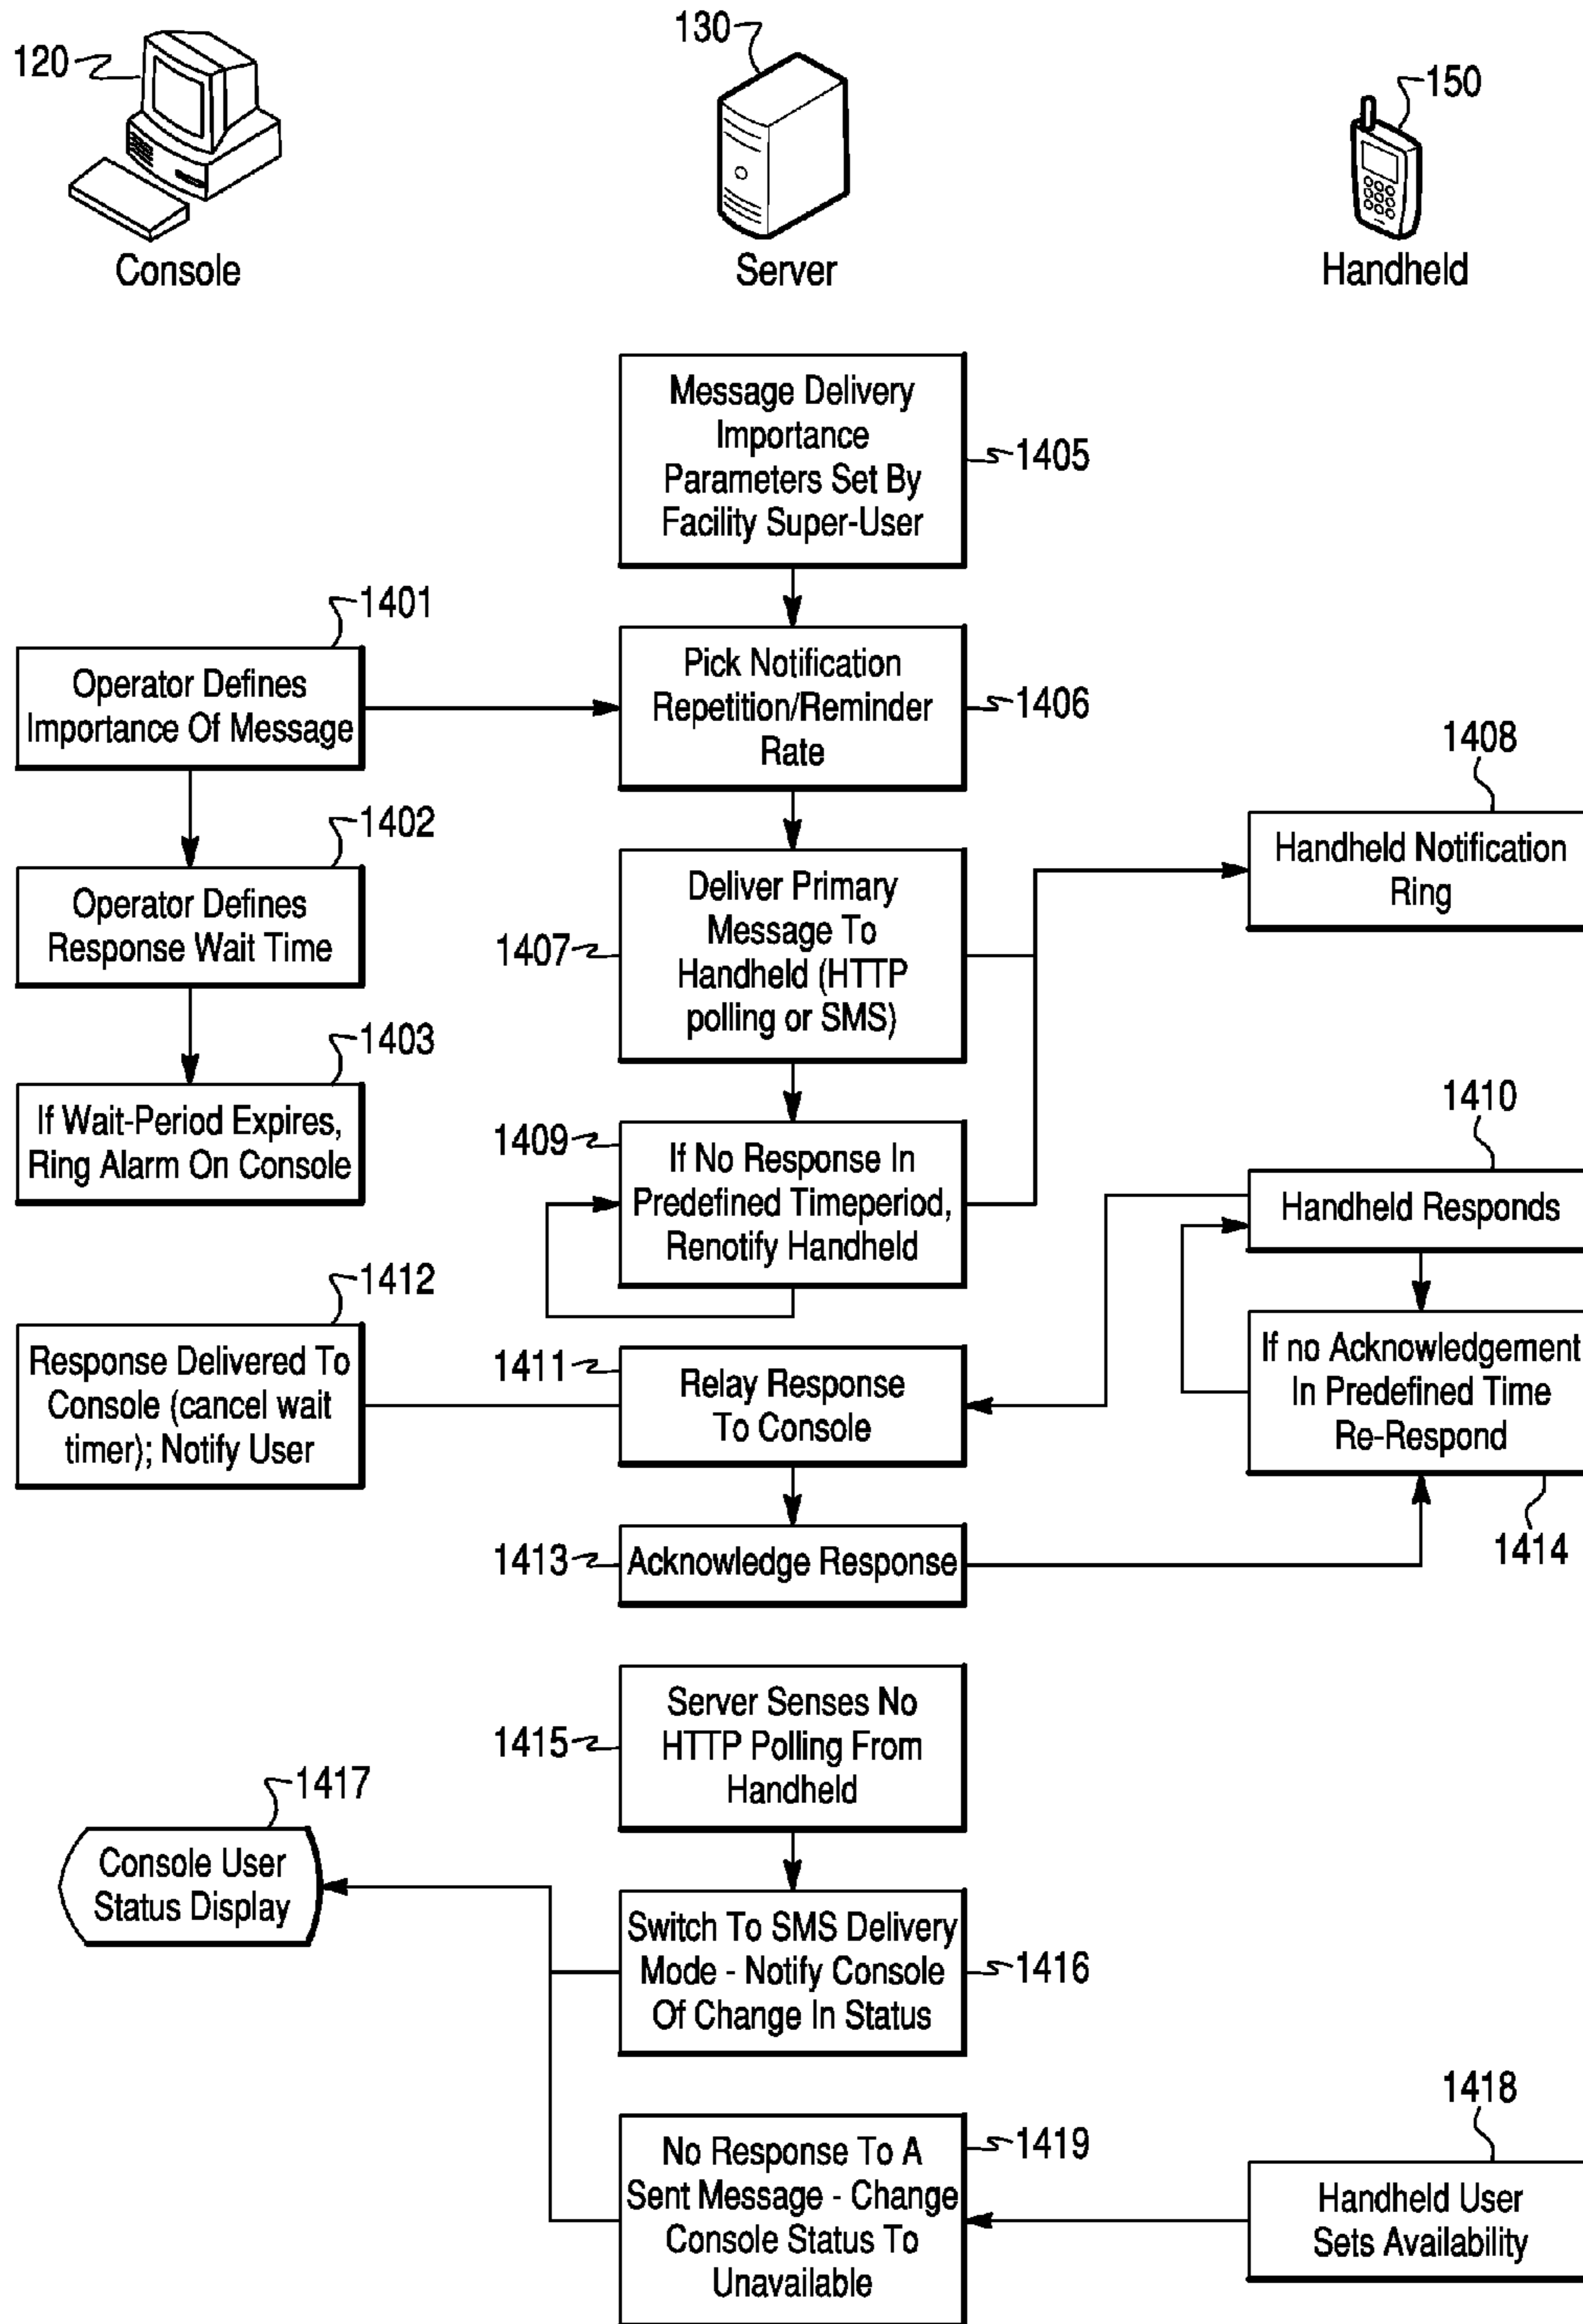 120
130
150
Console
Server
Handheld
Message Delivery
Importance
Parameters Set By
Facility Super-User
1405
1401
Operator Defines
Importance Of Message
Pick Notification
Repetition/Reminder
Rate
1406
1402
Operator Defines
Response Wait Time
1407
Deliver Primary
Message To
Handheld (HTTP
polling or SMS)
1408
Handheld Notification
Ring
1403
If Wait-Period Expires,
Ring Alarm On Console
1409
If No Response In
Predefined Timeperiod,
Renotify Handheld
1410
Handheld Responds
1412
Response Delivered To
Console (cancel wait
timer); Notify User
1411
Relay Response
To Console
If no Acknowledgement
In Predefined Time
Re-Respond
1414
1413
Acknowledge Response
1415
Server Senses No
HTTP Polling From
Handheld
1417
Console User
Status Display
Switch To SMS Delivery
Mode - Notify Console
Of Change In Status
1416
No Response To A
Sent Message - Change
Console Status To
Unavailable
1419
1418
Handheld User
Sets Availability